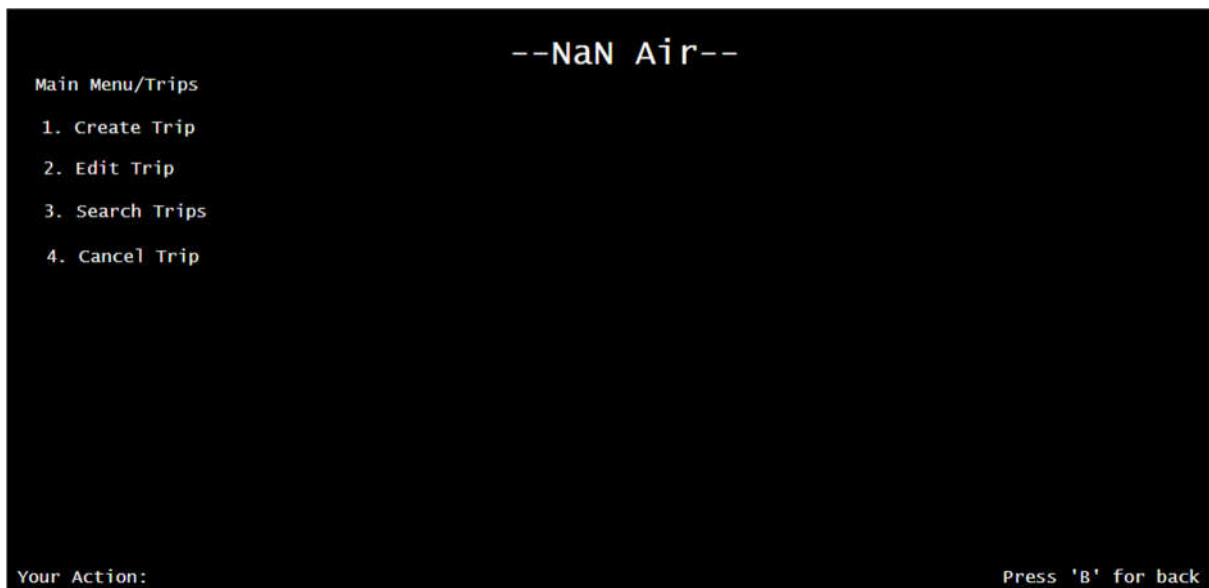 --NaN Air--
Main Menu/Trips
1. Create Trip
2. Edit Trip
3. Search Trips
4. Cancel Trip
Your Action:
Press 'B' for back